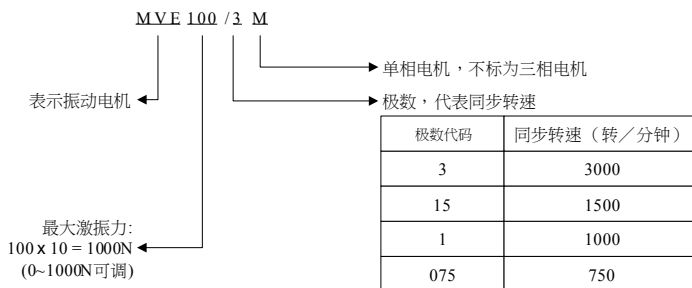 MVE 100 /3 M
单相电机，不标为三相电机
表示振动电机
极数，代表同步转速
极数代码 同步转速（转／分钟）
3 3000
15 1500
1 1000
075 750
最大激振力:
100 x 10 = 1000N
(0~1000N可调)